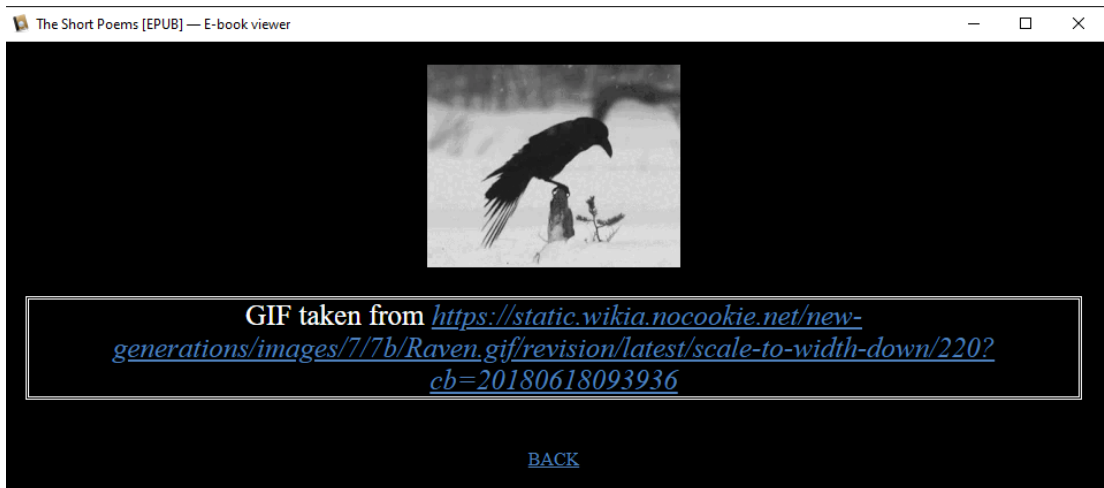 The Short Poems [EPUB] — E-book viewer
GIF taken from https://static.wikia.nocookie.net/new-
generations/images/7/7b/Raven.gif/revision/latest/scale-to-width-down/220?
cb=20180618093936
BACK